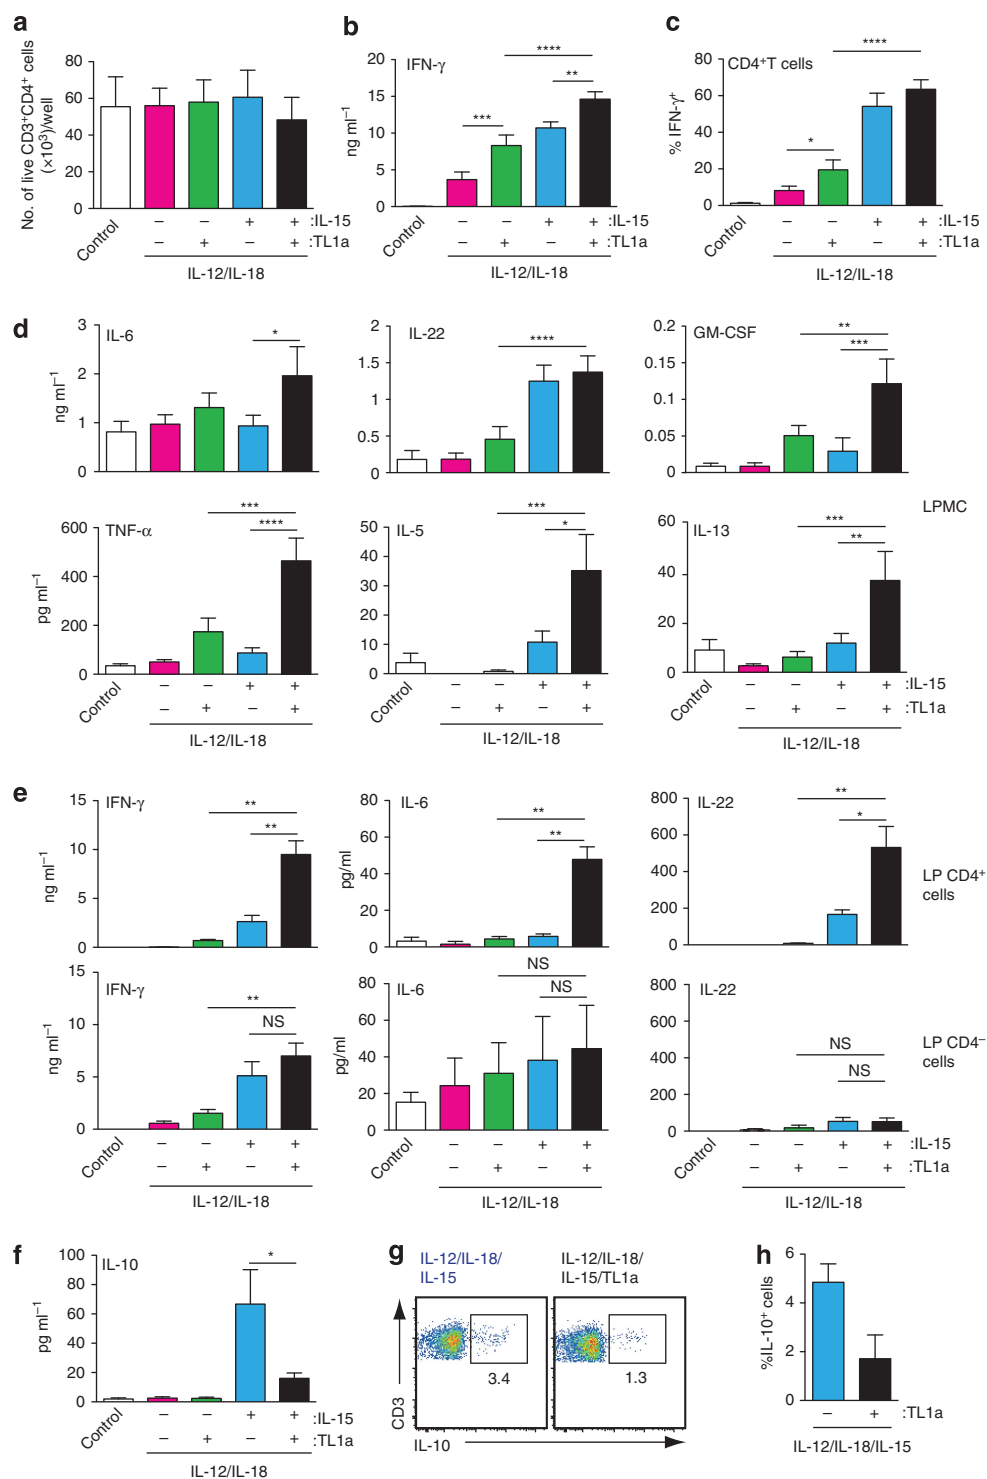 a
No. of live CD3+CD4+ cells
(×10³)/well
80
60
40
20
0
Control
– – + + :IL-15
– + – + :TL1a
IL-12/IL-18
b
IFN-γ
ng ml⁻¹
20
15
10
5
0
****
**
***
Control
– – + + :IL-15
– + – + :TL1a
IL-12/IL-18
c
CD4+T cells
% IFN-γ+
80
60
40
20
0
****
*
Control
– – + + :IL-15
– + – + :TL1a
IL-12/IL-18
d
IL-6
ng ml⁻¹
3
2
1
0
*
IL-22
2
1.5
1
0.5
0
****
GM-CSF
0.2
0.15
0.1
0.05
0
**
***
LPMC
TNF-α
pg ml⁻¹
600
400
200
0
***
****
Control
– – + +
– + – +
IL-12/IL-18
IL-5
50
40
30
20
10
0
***
*
Control
– – + +
– + – +
IL-12/IL-18
IL-13
60
40
20
0
***
**
Control
– – + + :IL-15
– + – + :TL1a
IL-12/IL-18
e
IFN-γ
ng ml⁻¹
15
10
5
0
**
**
IL-6
pg/ml
80
60
40
20
0
**
**
IL-22
800
600
400
200
0
**
*
LP CD4+
cells
IFN-γ
ng ml⁻¹
15
10
5
0
**
NS
Control
– – + +
– + – +
IL-12/IL-18
IL-6
pg/ml
80
60
40
20
0
NS
NS
Control
– – + +
– + – +
IL-12/IL-18
IL-22
800
600
400
200
0
NS
NS
LP CD4–
cells
Control
– – + + :IL-15
– + – + :TL1a
IL-12/IL-18
f
IL-10
pg ml⁻¹
100
80
60
40
20
0
*
Control
– – + + :IL-15
– + – + :TL1a
IL-12/IL-18
g
IL-12/IL-18/
IL-15
IL-12/IL-18/
IL-15/TL1a
3.4
1.3
CD3
IL-10
h
%IL-10+ cells
6
4
2
0
– + :TL1a
IL-12/IL-18/IL-15